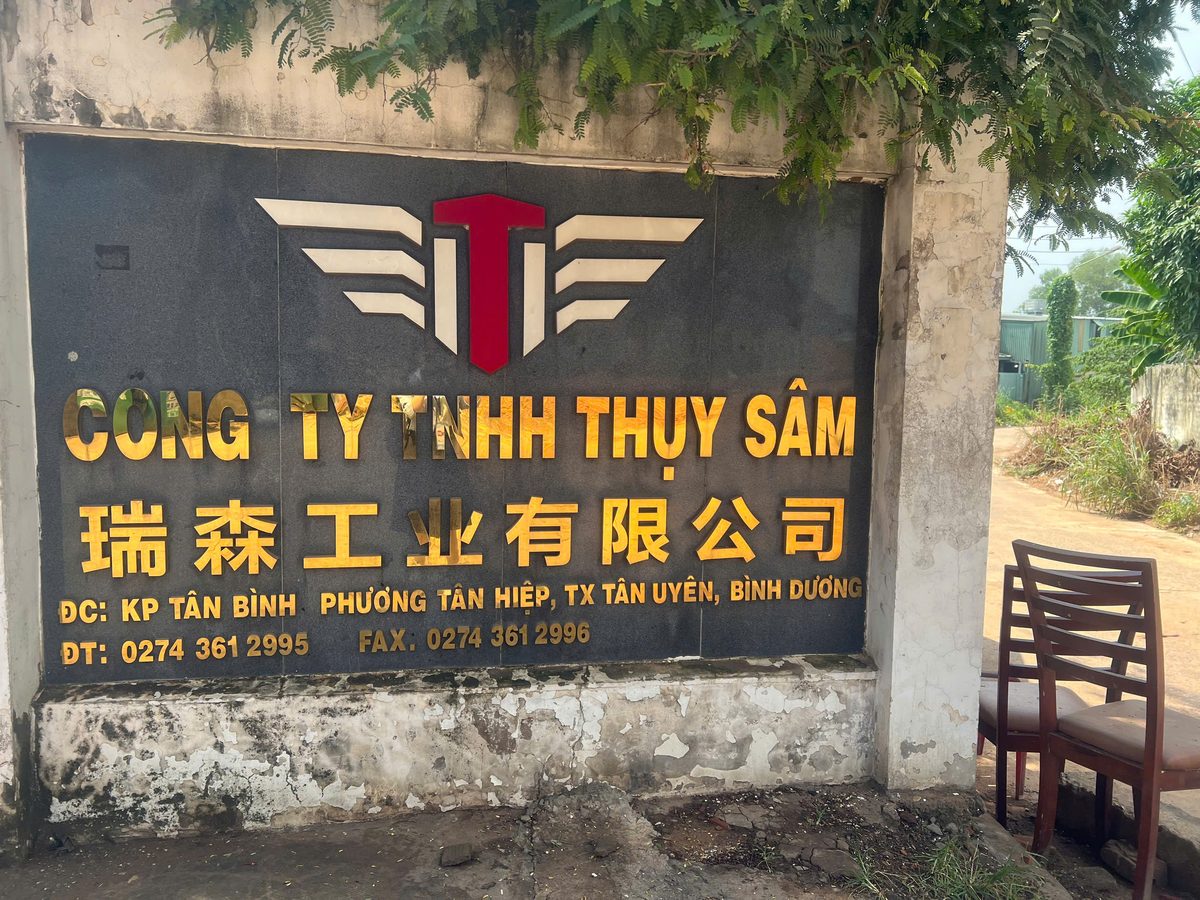 CÔNG TY TNHH THỤY SÂM
瑞森工业有限公司
ĐC: KP TÂN BÌNH PHƯƠNG TÂN HIỆP, TX TÂN UYÊN, BÌNH DƯƠNG
ĐT: 0274 361 2995 FAX: 0274 361 2996